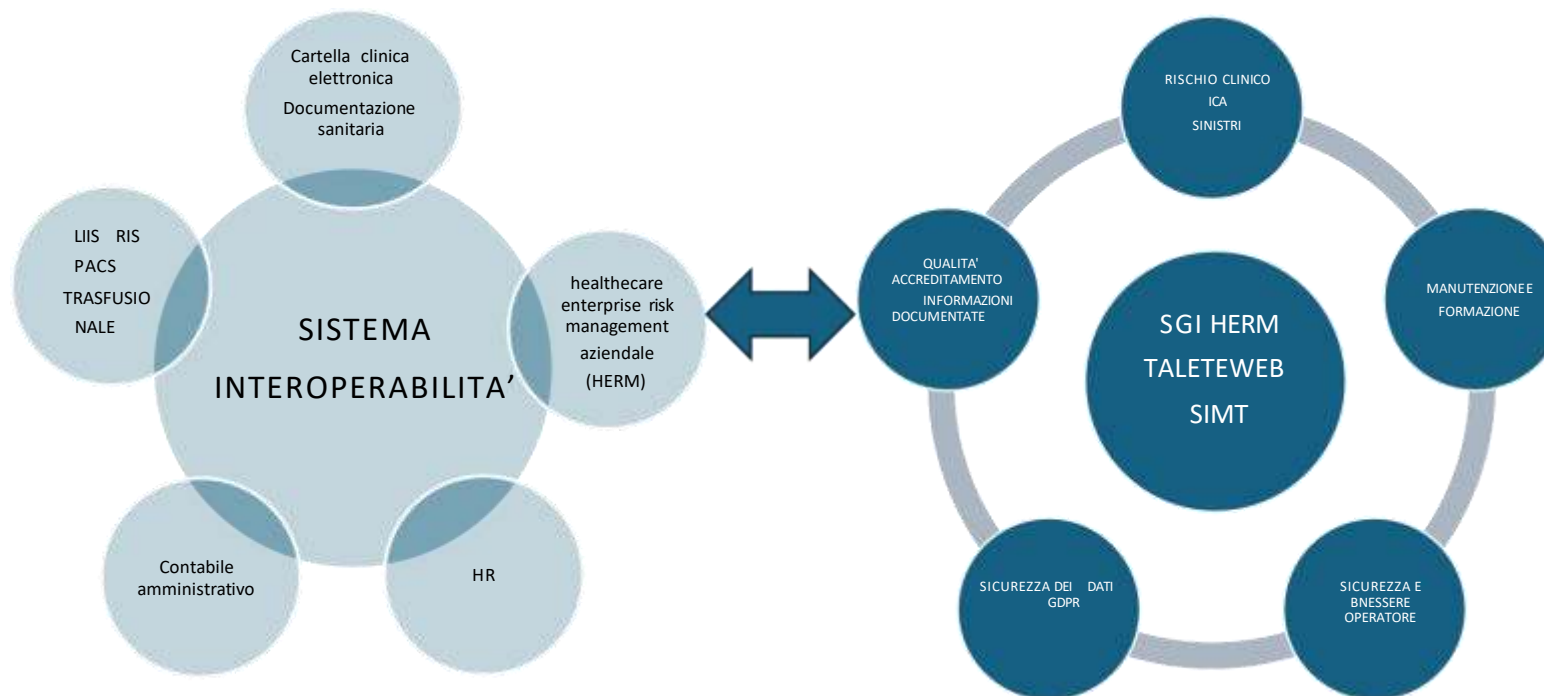 Cartella clinica
elettronica
Documentazione
sanitaria
LIIS RIS
PACS
TRASFUSIO
NALE
SISTEMA
INTEROPERABILITA’
healthcare
enterprise risk
management
aziendale
(HERM)
Contabile
amministrativo
HR
RISCHIO CLINICO
ICA
SINISTRI
QUALITA'
ACCREDITAMENTO
INFORMAZIONI
DOCUMENTATE
MANUTENZIONE E
FORMAZIONE
SGI HERM
TALETEWEB
SIMT
SICUREZZA DEI DATI
GDPR
SICUREZZA E
BNESSERE
OPERATORE